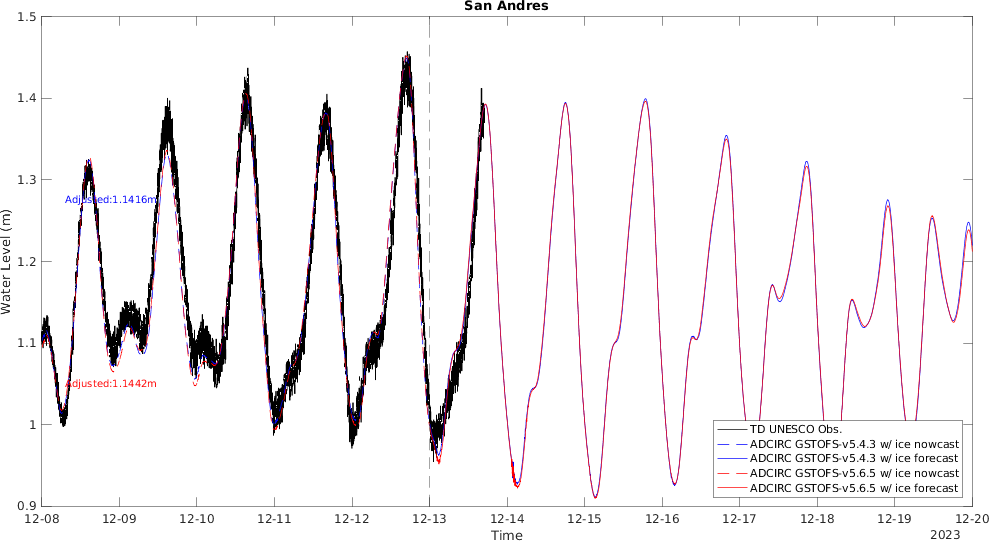 San Andres
1.5
1.4
1.3
1.2
1.1
1
0.9
Water Level (m)
Adjusted:1.1416m
Adjusted:1.1442m
TD UNESCO Obs.
ADCIRC GSTOFS-v5.4.3 w/ ice nowcast
ADCIRC GSTOFS-v5.4.3 w/ ice forecast
ADCIRC GSTOFS-v5.6.5 w/ ice nowcast
ADCIRC GSTOFS-v5.6.5 w/ ice forecast
12-08 12-09 12-10 12-11 12-12 12-13 12-14 12-15 12-16 12-17 12-18 12-19 12-20
Time
2023